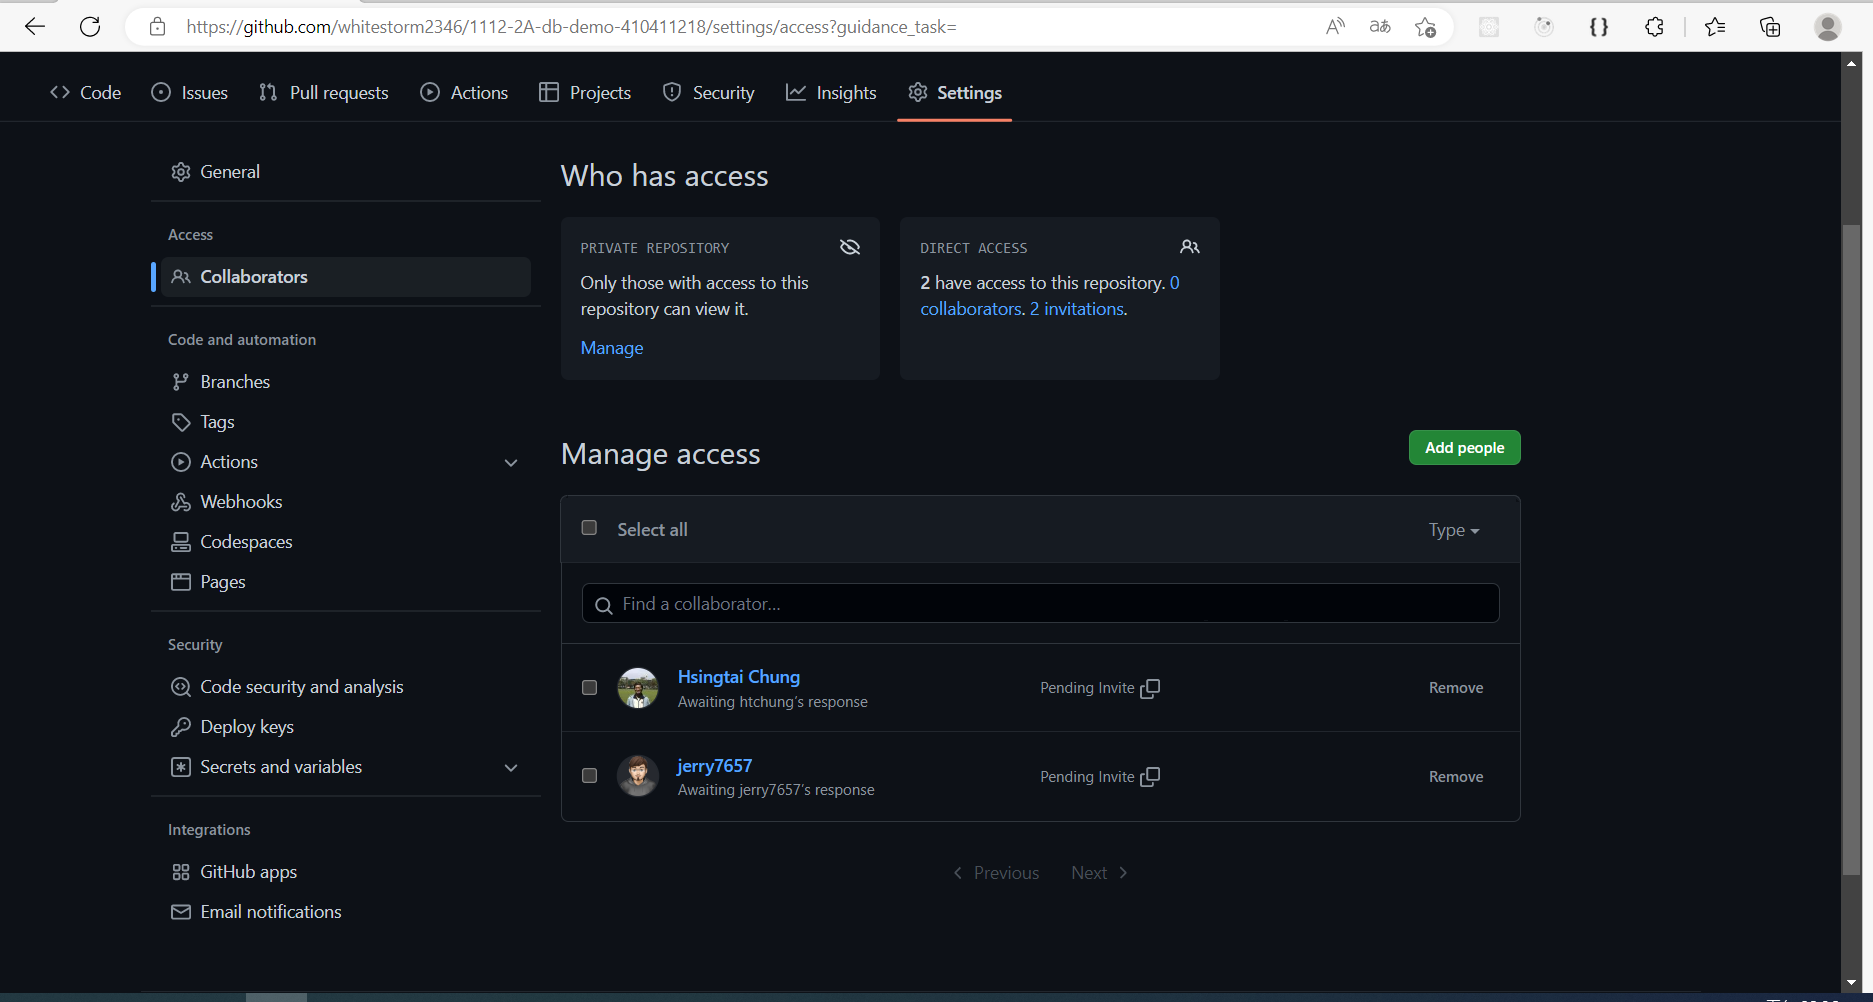 https://github.com/whitestorm2346/1112-2A-db-demo-410411218/settings/access?guidance_task=
Code
Issues
Pull requests
Actions
Projects
Security
Insights
Settings
General
Access
Collaborators
Code and automation
Branches
Tags
Actions
Webhooks
Codespaces
Pages
Security
Code security and analysis
Deploy keys
Secrets and variables
Integrations
GitHub apps
Email notifications
Who has access
PRIVATE REPOSITORY
Only those with access to this
repository can view it.
Manage
DIRECT ACCESS
2 have access to this repository. 0
collaborators. 2 invitations.
Manage access
Add people
Select all
Type
Find a collaborator...
Hsingtai Chung
Awaiting htchung's response
Pending Invite
Remove
jerry7657
Awaiting jerry7657's response
Pending Invite
Remove
Previous
Next